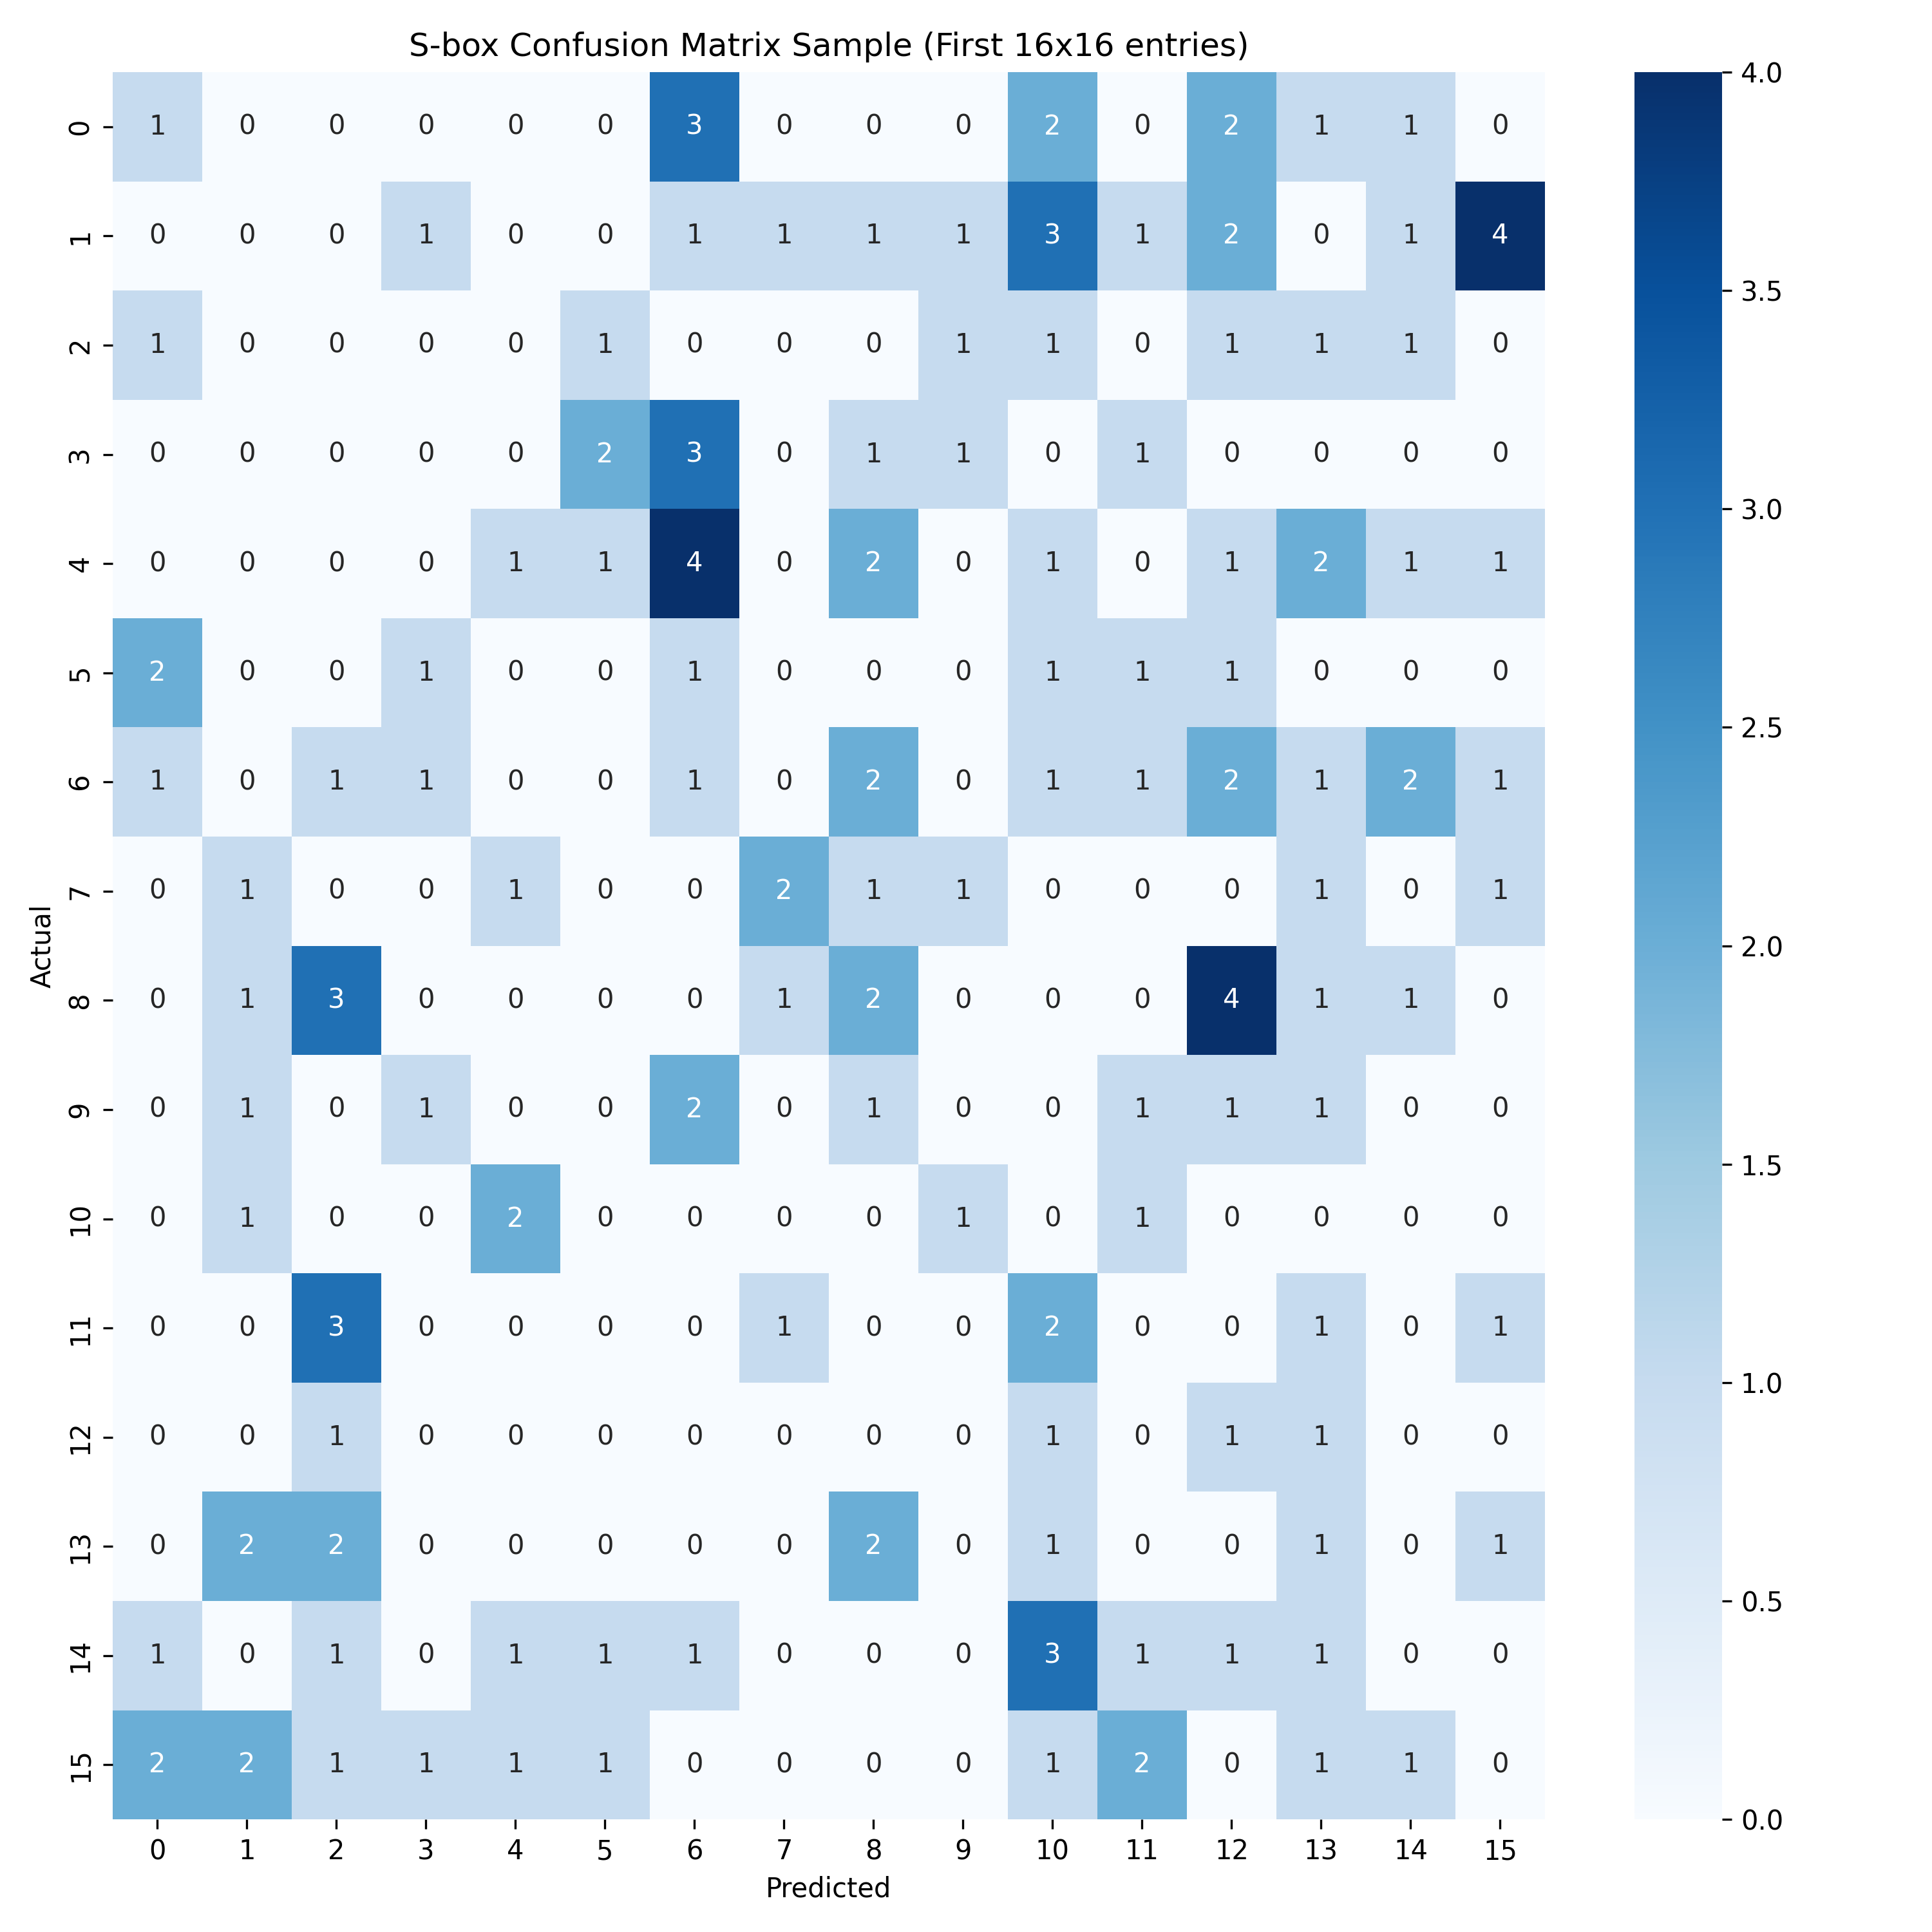 S-box Confusion Matrix Sample (First 16x16 entries)
0 1 0 0 0 0 0 3 0 0 0 2 0 2 1 1 0
1 0 0 0 1 0 0 1 1 1 1 3 1 2 0 1 4
2 1 0 0 0 0 1 0 0 0 1 1 0 1 1 1 0
3 0 0 0 0 0 2 3 0 1 1 0 1 0 0 0 0
4 0 0 0 0 1 1 4 0 2 0 1 0 1 2 1 1
5 2 0 0 1 0 0 1 0 0 0 1 1 1 0 0 0
6 1 0 1 1 0 0 1 0 2 0 1 1 2 1 2 1
7 0 1 0 0 1 0 0 2 1 1 0 0 0 1 0 1
8 0 1 3 0 0 0 0 1 2 0 0 0 4 1 1 0
9 0 1 0 1 0 0 2 0 1 0 0 1 1 1 0 0
10 0 1 0 0 2 0 0 0 0 1 0 1 0 0 0 0
11 0 0 3 0 0 0 0 1 0 0 2 0 0 1 0 1
12 0 0 1 0 0 0 0 0 0 0 1 0 1 1 0 0
13 0 2 2 0 0 0 0 0 2 0 1 0 0 1 0 1
14 1 0 1 0 1 1 1 0 0 0 3 1 1 1 0 0
15 2 2 1 1 1 1 0 0 0 0 1 2 0 1 1 0
0 1 2 3 4 5 6 7 8 9 10 11 12 13 14 15
Predicted
Actual
4.0
3.5
3.0
2.5
2.0
1.5
1.0
0.5
0.0